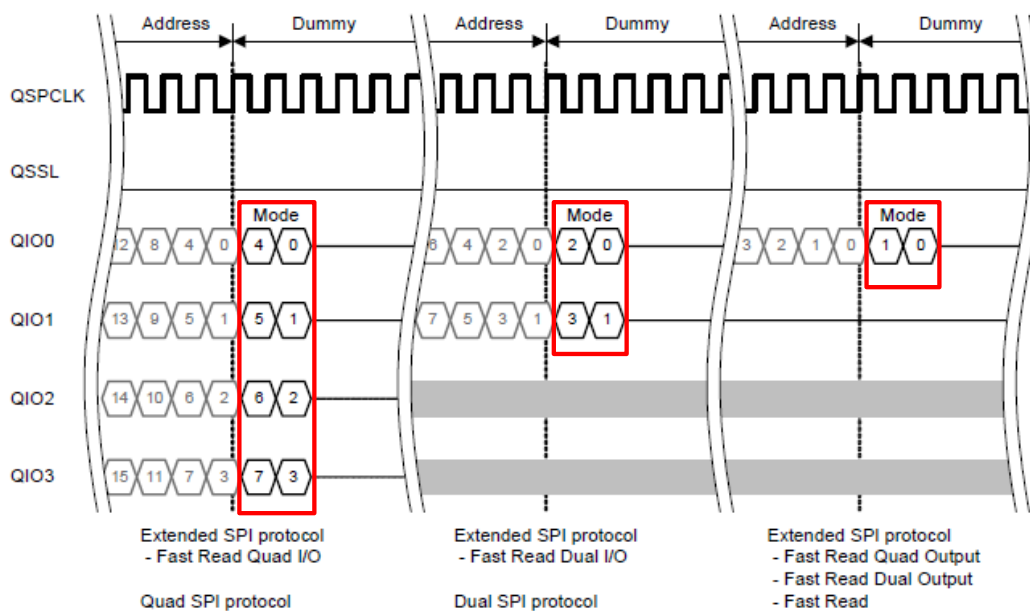 Address Dummy Address Dummy Address Dummy
QSPCLK
QSSL
Mode Mode Mode
QIO0 8 4 0 4 0 4 2 0 2 0 3 2 1 0 1 0
QIO1 13 9 5 1 5 1 7 5 3 1 3 1
QIO2 14 10 6 2 6 2
QIO3 15 11 7 3 7 3
Extended SPI protocol Extended SPI protocol Extended SPI protocol
- Fast Read Quad I/O - Fast Read Dual I/O - Fast Read Quad Output
- Fast Read Dual Output
Quad SPI protocol Dual SPI protocol - Fast Read